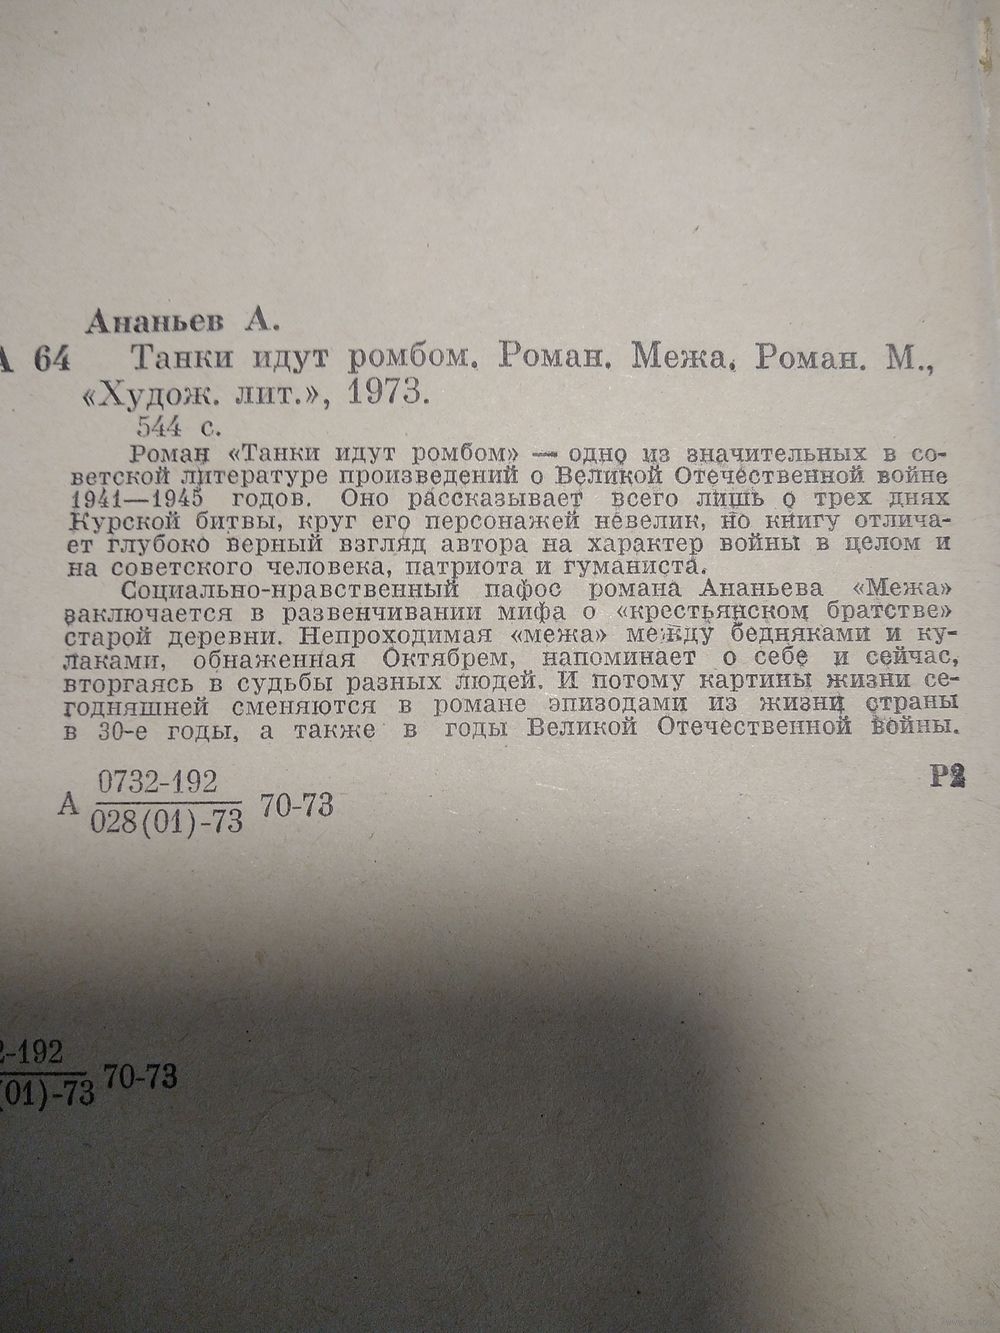 Ананьев А.
А 64 Танки идут ромбом. Роман. Межа. Роман. М.,
«Худож. лит.», 1973.
544 с.
Роман «Танки идут ромбом» — одно из значительных в со-
ветской литературе произведений о Великой Отечественной войне
1941—1945 годов. Оно рассказывает всего лишь о трех днях
Курской битвы, круг его персонажей невелик, но книгу отлича-
ет глубоко верный взгляд автора на характер войны в целом и
на советского человека, патриота и гуманиста.
Социально-нравственный пафос романа Ананьева «Межа»
заключается в развенчивании мифа о «крестьянском братстве»
старой деревни. Непроходимая «межа» между бедняками и ку-
лаками, обнаженная Октябрем, напоминает о себе и сейчас,
вторгаясь в судьбы разных людей. И потому картины жизни се-
годняшней сменяются в романе эпизодами из жизни страны
в 30-е годы, а также в годы Великой Отечественной войны.
А 0732-192
028(01)-73 70-73
Р2
2-192
(01)-73 70-73